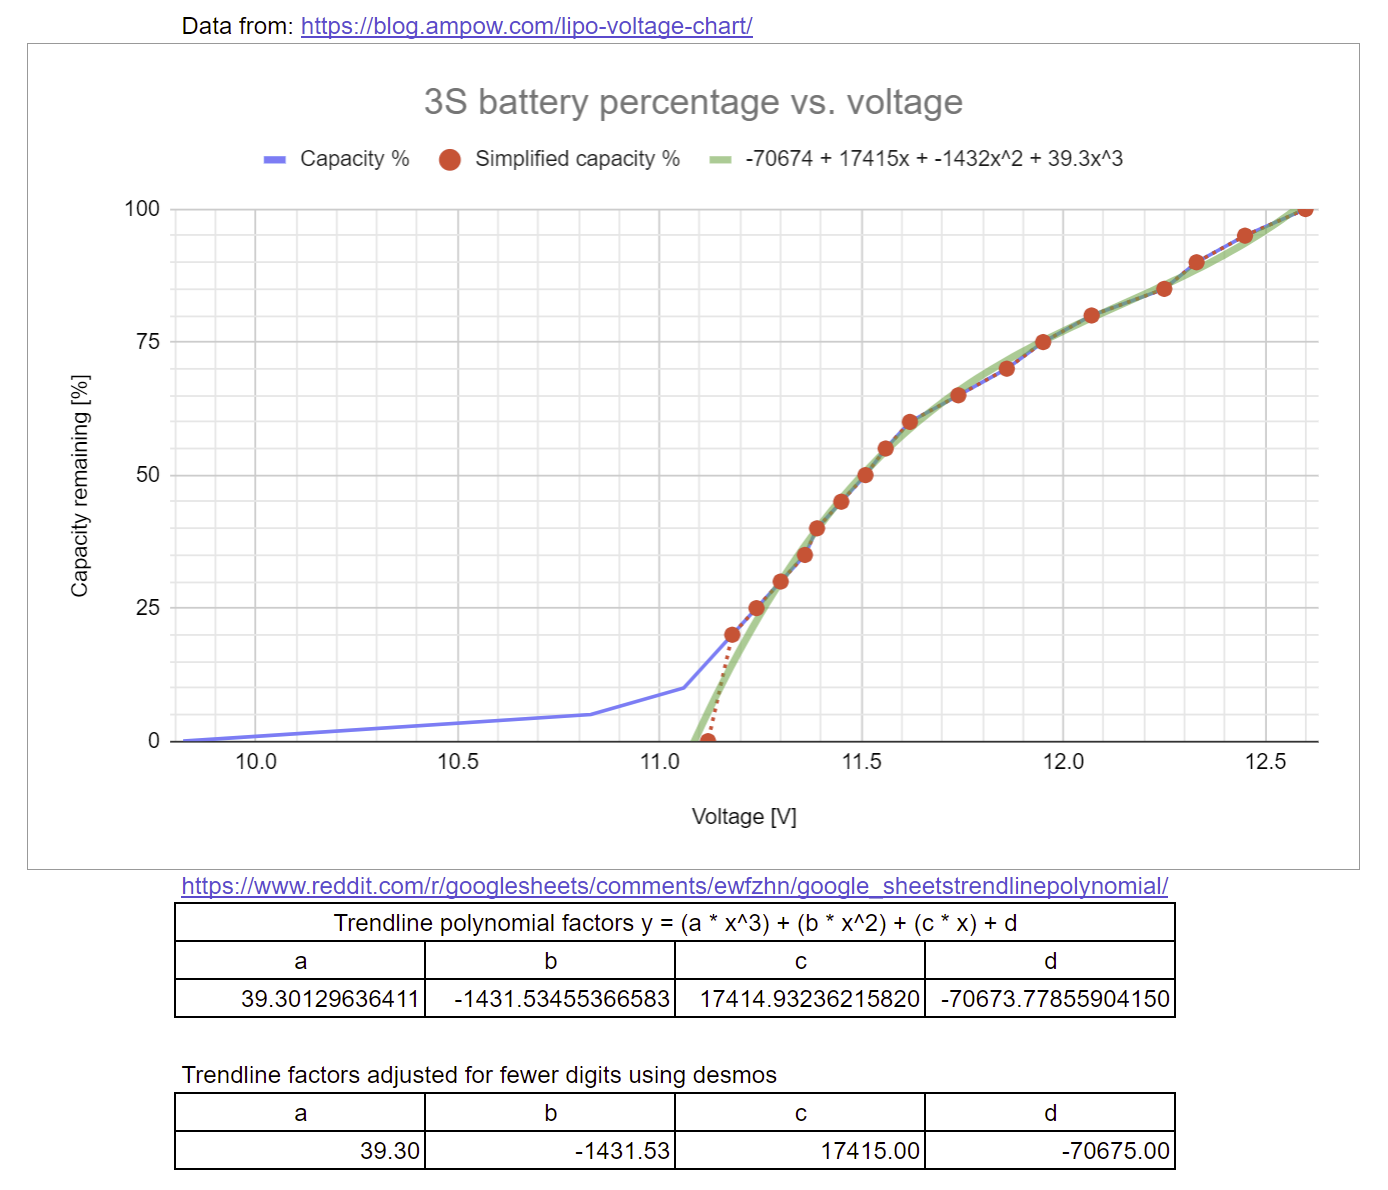 Data from: https://blog.ampow.com/lipo-voltage-chart/
3S battery percentage vs. voltage
Capacity % Simplified capacity % -70674 + 17415x + -1432x^2 + 39.3x^3
100
75
50
25
0
Capacity remaining [%]
10.0 10.5 11.0 11.5 12.0 12.5
Voltage [V]
https://www.reddit.com/r/googlesheets/comments/ewfzhn/google_sheetstrendlinepolynomial/
Trendline polynomial factors y = (a * x^3) + (b * x^2) + (c * x) + d
a b c d
39.30129636411 -1431.53455366583 17414.93236215820 -70673.77855904150
Trendline factors adjusted for fewer digits using desmos
a b c d
39.30 -1431.53 17415.00 -70675.00